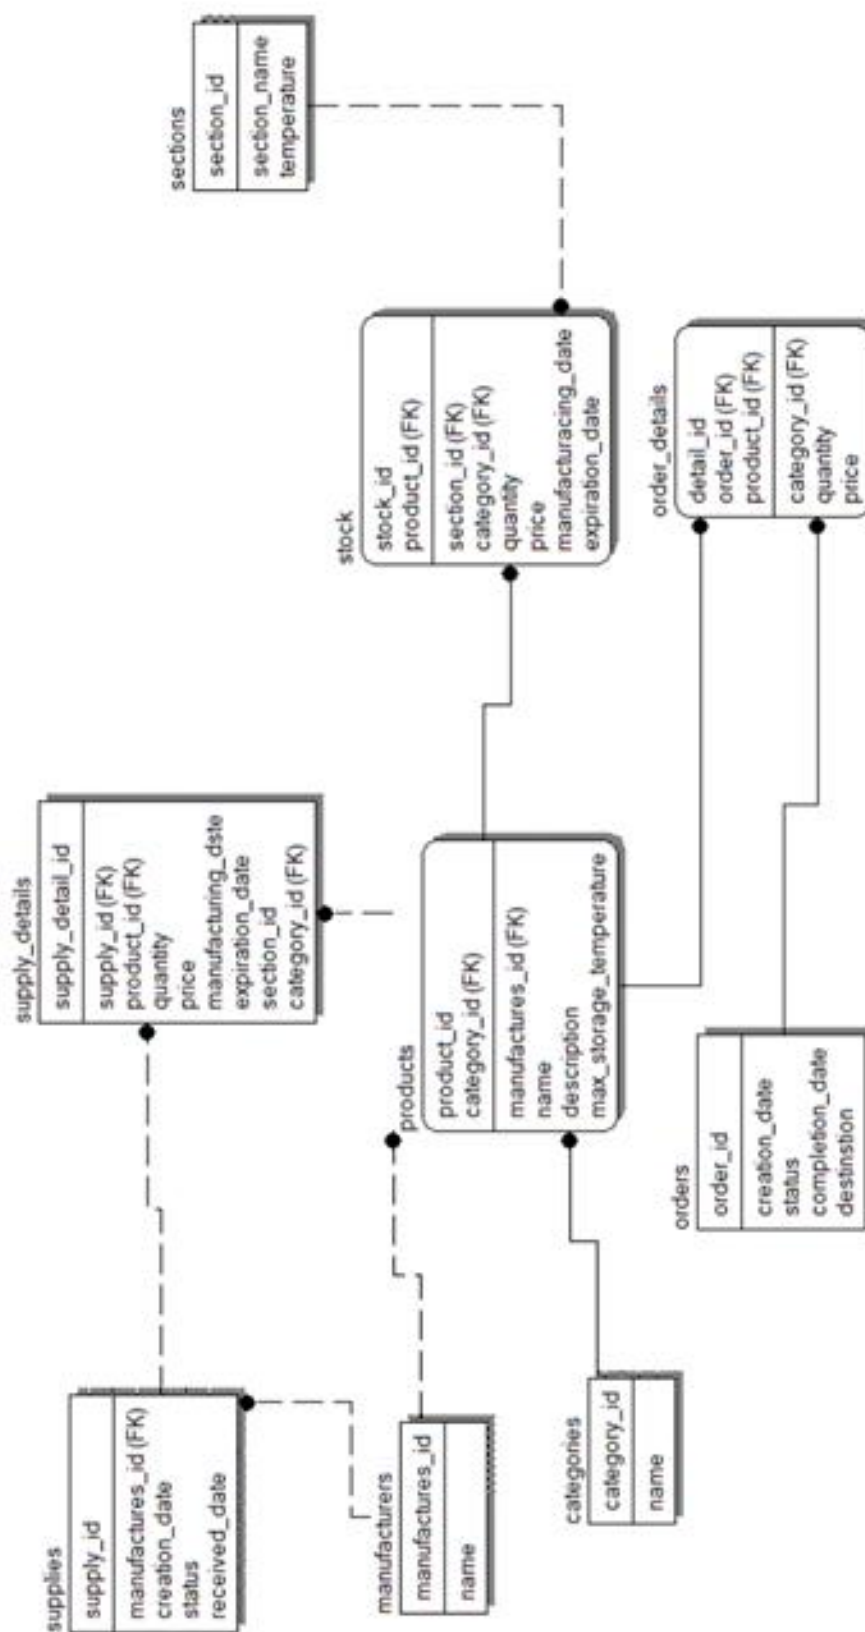 supplies
supply_id
manufactures_id (FK)
creation_date
status
received_date
supply_details
supply_detail_id
supply_id (FK)
product_id (FK)
quantity
price
manufacturing_dste
expiration_date
section_id
category_id (FK)
sections
section_id
section_name
temperature
manufacturers
manufactures_id
name
products
product_id
category_id (FK)
manufactures_id (FK)
name
description
max_storage_temperature
stock
stock_id
product_id (FK)
section_id (FK)
category_id (FK)
quantity
price
manufacturacing_date
expiration_date
categories
category_id
name
orders
order_id
creation_date
status
completion_date
destinstion
order_details
detail_id
order_id (FK)
product_id (FK)
category_id (FK)
quantity
price